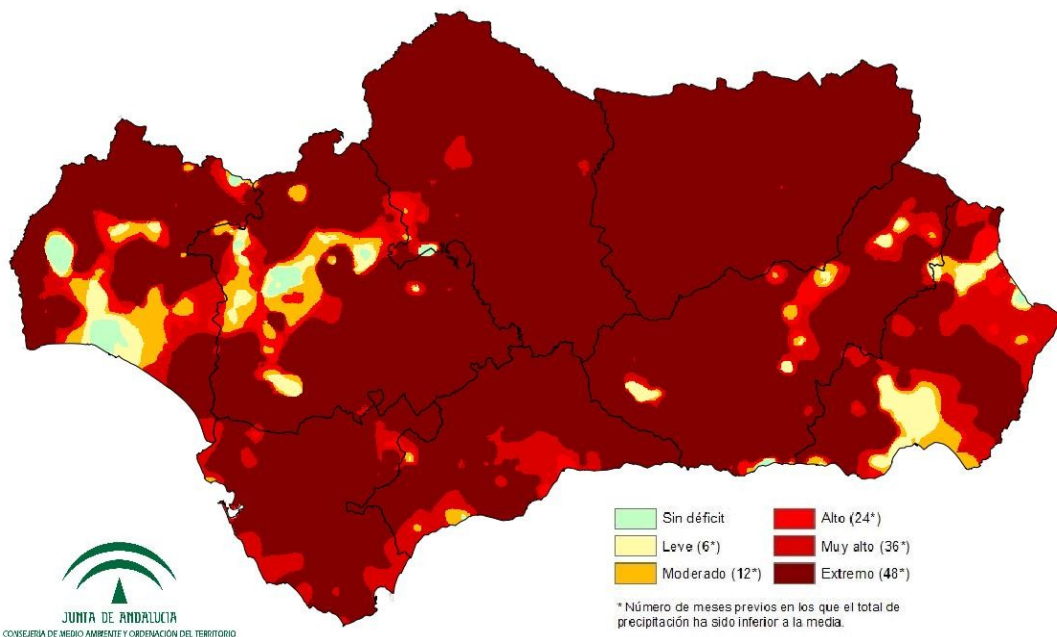 Sin déficit
Leve (6*)
Moderado (12*)
Alto (24*)
Muy alto (36*)
Extremo (48*)
* Número de meses previos en los que el total de
precipitación ha sido inferior a la media.
JUNTA DE ANDALUCIA
CONSEJERÍA DE MEDIO AMBIENTE Y ORDENACIÓN DEL TERRITORIO